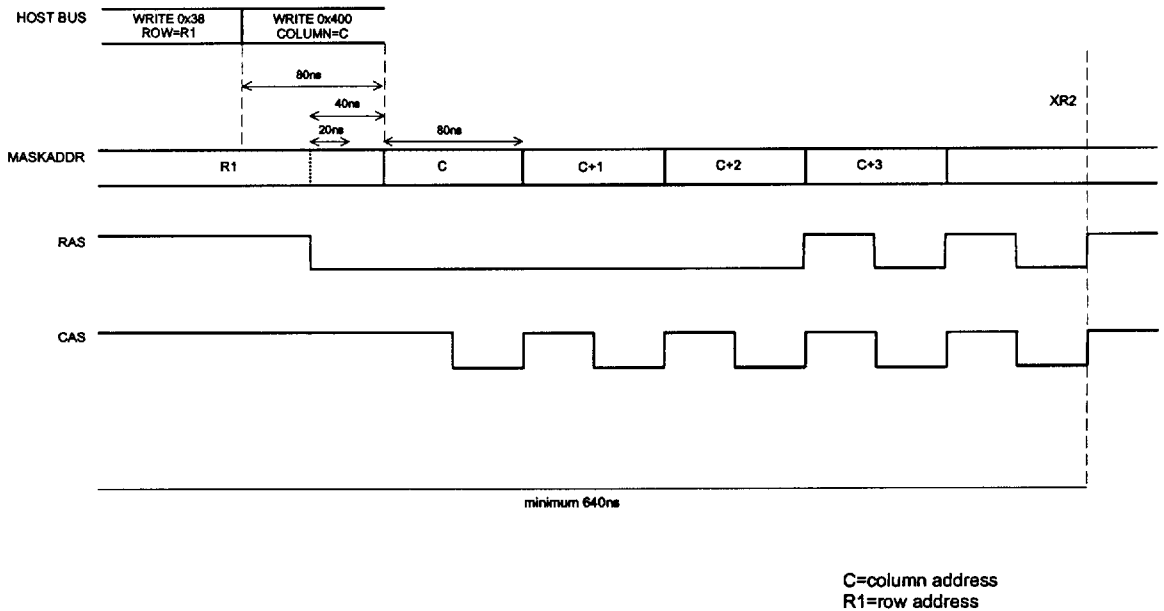 HOST BUS
WRITE 0x38
ROW=R1
WRITE 0x400
COLUMN=C
80ns
XR2
40ns
20ns
80ns
MASKADDR
R1
C
C+1
C+2
C+3
RAS
CAS
minimum 640ns
C=column address
R1=row address